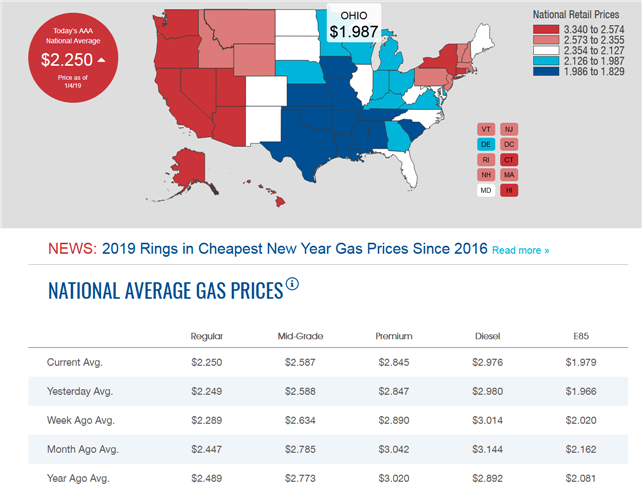 Today's AAA
National Average
$2.250
Price as of
1/4/19
OHIO
$1.987
National Retail Prices
3.340 to 2.574
2.573 to 2.355
2.354 to 2.127
2.126 to 1.987
1.986 to 1.829
VT NJ
DE DC
RI CT
NH MA
MD HI
NEWS: 2019 Rings in Cheapest New Year Gas Prices Since 2016 Read more »
NATIONAL AVERAGE GAS PRICES i
Regular Mid-Grade Premium Diesel E85
Current Avg. $2.250 $2.587 $2.845 $2.976 $1.979
Yesterday Avg. $2.249 $2.588 $2.847 $2.980 $1.966
Week Ago Avg. $2.289 $2.634 $2.890 $3.014 $2.020
Month Ago Avg. $2.447 $2.785 $3.042 $3.144 $2.162
Year Ago Avg. $2.489 $2.773 $3.020 $2.892 $2.081